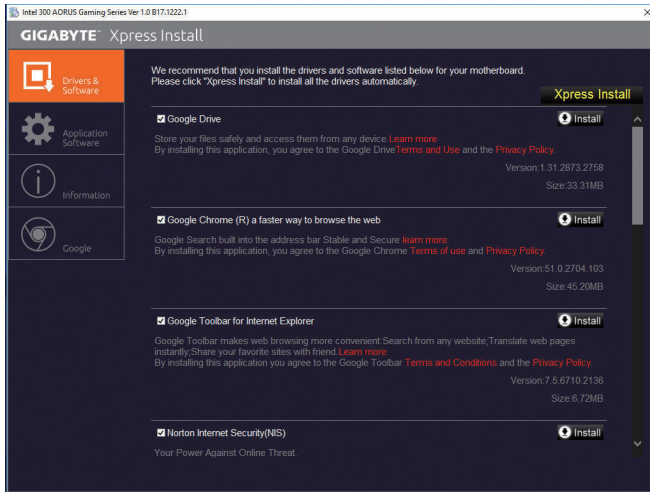 Intel 300 AORUS Gaming Series Ver 1.0 B17.1222.1
GIGABYTE™ Xpress Install
Drivers &
Software
Application
Software
Information
Google
We recommend that you install the drivers and software listed below for your motherboard.
Please click "Xpress Install" to install all the drivers automatically.
Xpress Install
Google Drive
Install
Store your files safely and access them from any device.Learn more
By installing this application, you agree to the Google DriveTerms and Use and the Privacy Policy.
Version:1.31.2873.2758
Size:33.31MB
Google Chrome (R) a faster way to browse the web
Install
Google Search built into the address bar Stable and Secure learn more
By installing this application, you agree to the Google Chrome Terms of use and Privacy Policy.
Version:51.0.2704.103
Size:45.20MB
Google Toolbar for Internet Explorer
Install
Google Toolbar makes web browsing more convenient:Search from any website;Translate web pages
instantly;Share your favorite sites with friend.Learn more
By installing this application you agree to the Google Toolbar Terms and Conditions and the Privacy Policy.
Version:7.5.6710.2136
Size:6.72MB
Norton Internet Security(NIS)
Install
Your Power Against Online Threat.